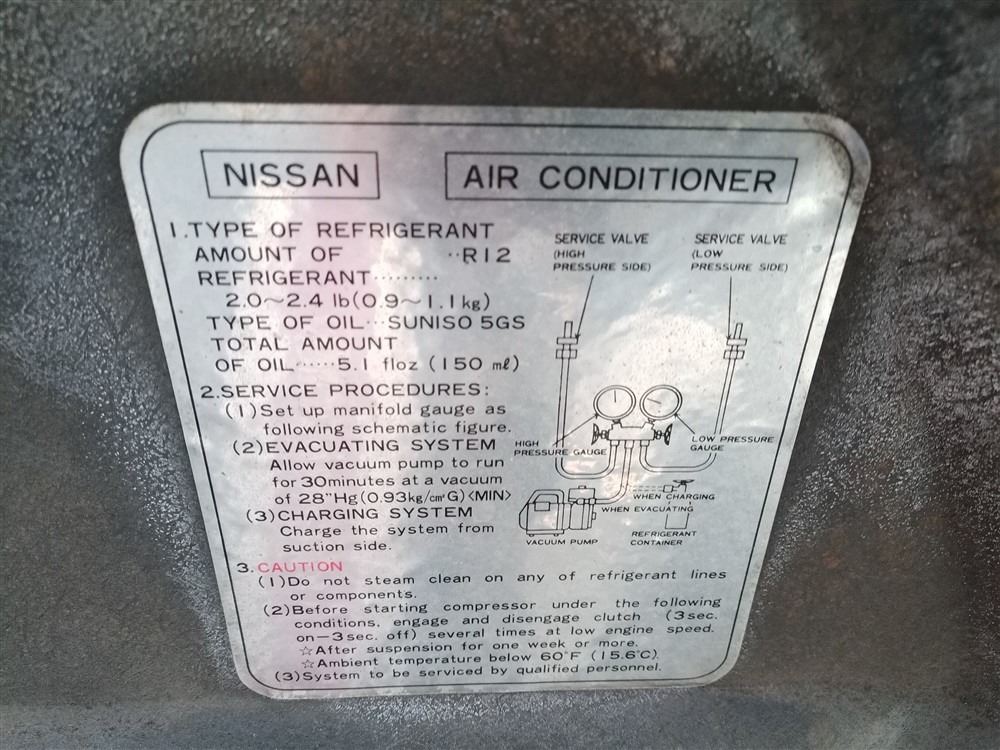 NISSAN
AIR CONDITIONER
1.TYPE OF REFRIGERANT
AMOUNT OF ··R12
REFRIGERANT·········
2.0~2.4 lb(0.9~1.1kg)
TYPE OF OIL···SUNISO 5GS
TOTAL AMOUNT
OF OIL······5.1 floz (150 mℓ)
2.SERVICE PROCEDURES:
(1)Set up manifold gauge as
following schematic figure.
(2)EVACUATING SYSTEM
Allow vacuum pump to run
for 30minutes at a vacuum
of 28"Hg(0.93kg/cm²G)<MIN>
(3)CHARGING SYSTEM
Charge the system from
suction side.
SERVICE VALVE
(HIGH
PRESSURE SIDE)
SERVICE VALVE
(LOW
PRESSURE SIDE)
HIGH
PRESSURE GAUGE
LOW PRESSURE
GAUGE
WHEN CHARGING
WHEN EVACUATING
VACUUM PUMP
REFRIGERANT
CONTAINER
3.CAUTION
(1)Do not steam clean on any of refrigerant lines
or components.
(2)Before starting compressor under the following
conditions, engage and disengage clutch (3sec.
on—3sec. off) several times at low engine speed.
☆After suspension for one week or more.
☆Ambient temperature below 60°F (15.6°C)
(3)System to be serviced by qualified personnel.